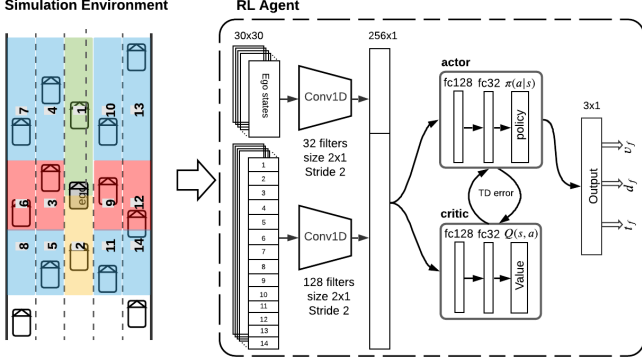 Simulation Environment
RL Agent
7
4
1
10
13
6
3
ego
9
12
8
5
2
11
14
30x30
Ego states
Conv1D
32 filters
size 2x1
Stride 2
1
2
3
4
5
6
7
8
9
10
11
12
13
14
Conv1D
128 filters
size 2x1
Stride 2
256x1
actor
fc128 fc32 π(a|s)
policy
TD error
critic
fc128 fc32 Q(s,a)
Value
3x1
Output
v_f
d_f
t_f